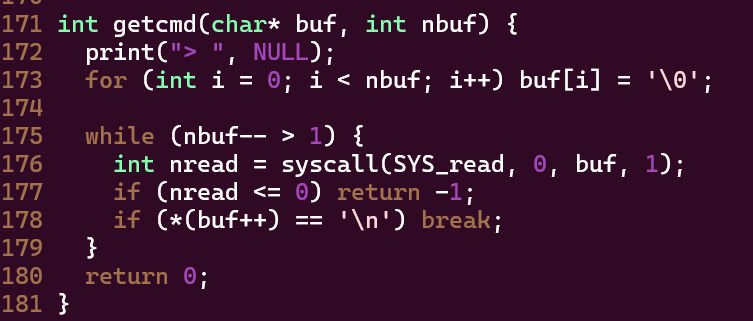 171 int getcmd(char* buf, int nbuf) {
172   print("> ", NULL);
173   for (int i = 0; i < nbuf; i++) buf[i] = '\0';
174
175   while (nbuf-- > 1) {
176     int nread = syscall(SYS_read, 0, buf, 1);
177     if (nread <= 0) return -1;
178     if (*(buf++) == '\n') break;
179   }
180   return 0;
181 }